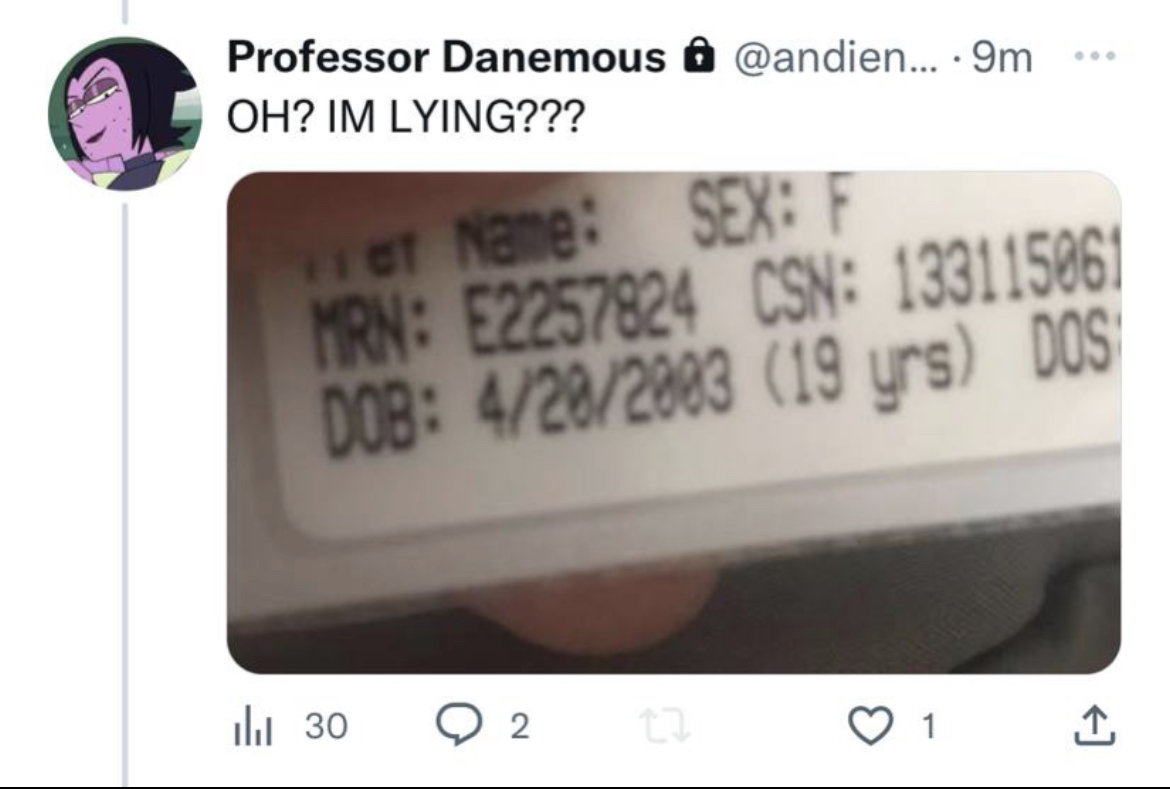 Professor Danemous @andien... · 9m
OH? IM LYING???
Name: SEX: F
MRN: E2257824 CSN: 133115061
DOB: 4/20/2003 (19 yrs) DOS:
30 2 1